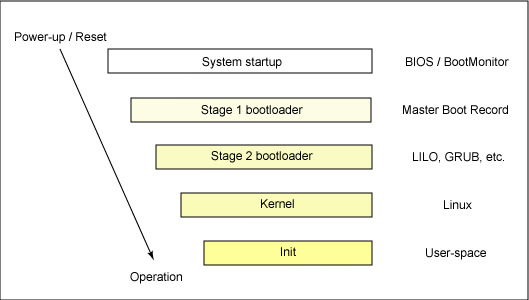 Power-up / Reset
System startup
BIOS / BootMonitor
Stage 1 bootloader
Master Boot Record
Stage 2 bootloader
LILO, GRUB, etc.
Kernel
Linux
Init
User-space
Operation